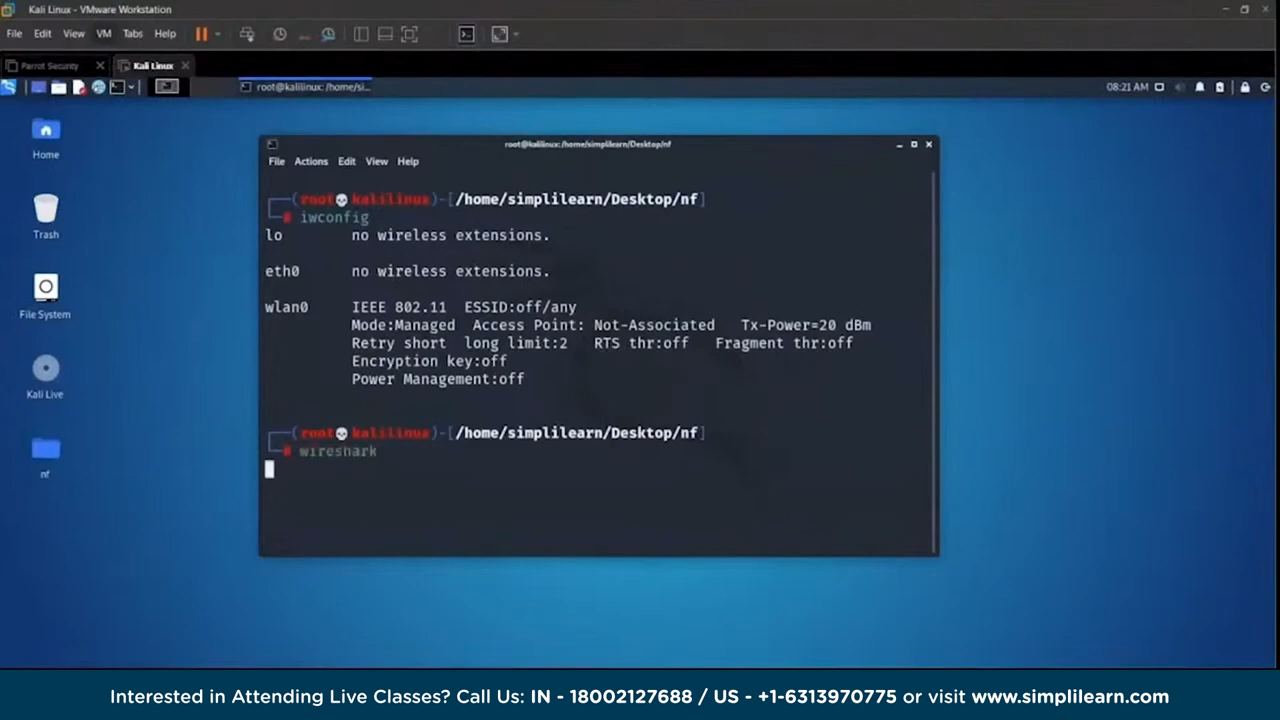 Kali Linux - VMware Workstation
File Edit View VM Tabs Help
Parrot Security Kali Linux
root@kalilinux: /home/si... 08:21 AM
root@kalilinux:/home/simplilearn/Desktop/nf
File Actions Edit View Help
(root💀kalilinux)-[/home/simplilearn/Desktop/nf]
# iwconfig
lo no wireless extensions.
eth0 no wireless extensions.
wlan0 IEEE 802.11 ESSID:off/any
Mode:Managed Access Point: Not-Associated Tx-Power=20 dBm
Retry short long limit:2 RTS thr:off Fragment thr:off
Encryption key:off
Power Management:off
(root💀kalilinux)-[/home/simplilearn/Desktop/nf]
# wireshark
Home
Trash
File System
Kali Live
nf
Interested in Attending Live Classes? Call Us: IN - 18002127688 / US - +1-6313970775 or visit www.simplilearn.com